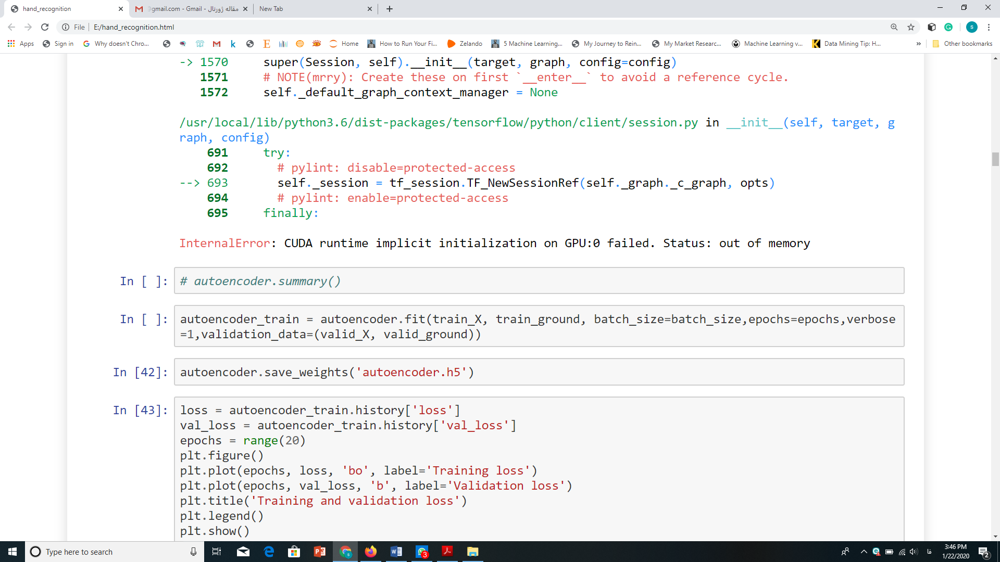 hand_recognition
@gmail.com - Gmail - مقاله ژورنال
New Tab
File
E:/hand_recognition.html
S
Apps
Sign in
Why doesn't Chro...
Home
How to Run Your Fi...
Zelando
5 Machine Learning...
My Journey to Rein...
My Market Researc...
Machine Learning v...
Data Mining Tip: H...
»
Other bookmarks
-> 1570     super(Session, self).__init__(target, graph, config=config)
1571     # NOTE(mrry): Create these on first `__enter__` to avoid a reference cycle.
1572     self._default_graph_context_manager = None
/usr/local/lib/python3.6/dist-packages/tensorflow/python/client/session.py in __init__(self, target, g
raph, config)
691     try:
692       # pylint: disable=protected-access
--> 693       self._session = tf_session.TF_NewSessionRef(self._graph._c_graph, opts)
694       # pylint: enable=protected-access
695     finally:
InternalError: CUDA runtime implicit initialization on GPU:0 failed. Status: out of memory
In [ ]: # autoencoder.summary()
In [ ]: autoencoder_train = autoencoder.fit(train_X, train_ground, batch_size=batch_size,epochs=epochs,verbose
=1,validation_data=(valid_X, valid_ground))
In [42]: autoencoder.save_weights('autoencoder.h5')
In [43]: loss = autoencoder_train.history['loss']
val_loss = autoencoder_train.history['val_loss']
epochs = range(20)
plt.figure()
plt.plot(epochs, loss, 'bo', label='Training loss')
plt.plot(epochs, val_loss, 'b', label='Validation loss')
plt.title('Training and validation loss')
plt.legend()
plt.show()
Type here to search
3
فا
3:46 PM
1/22/2020
2